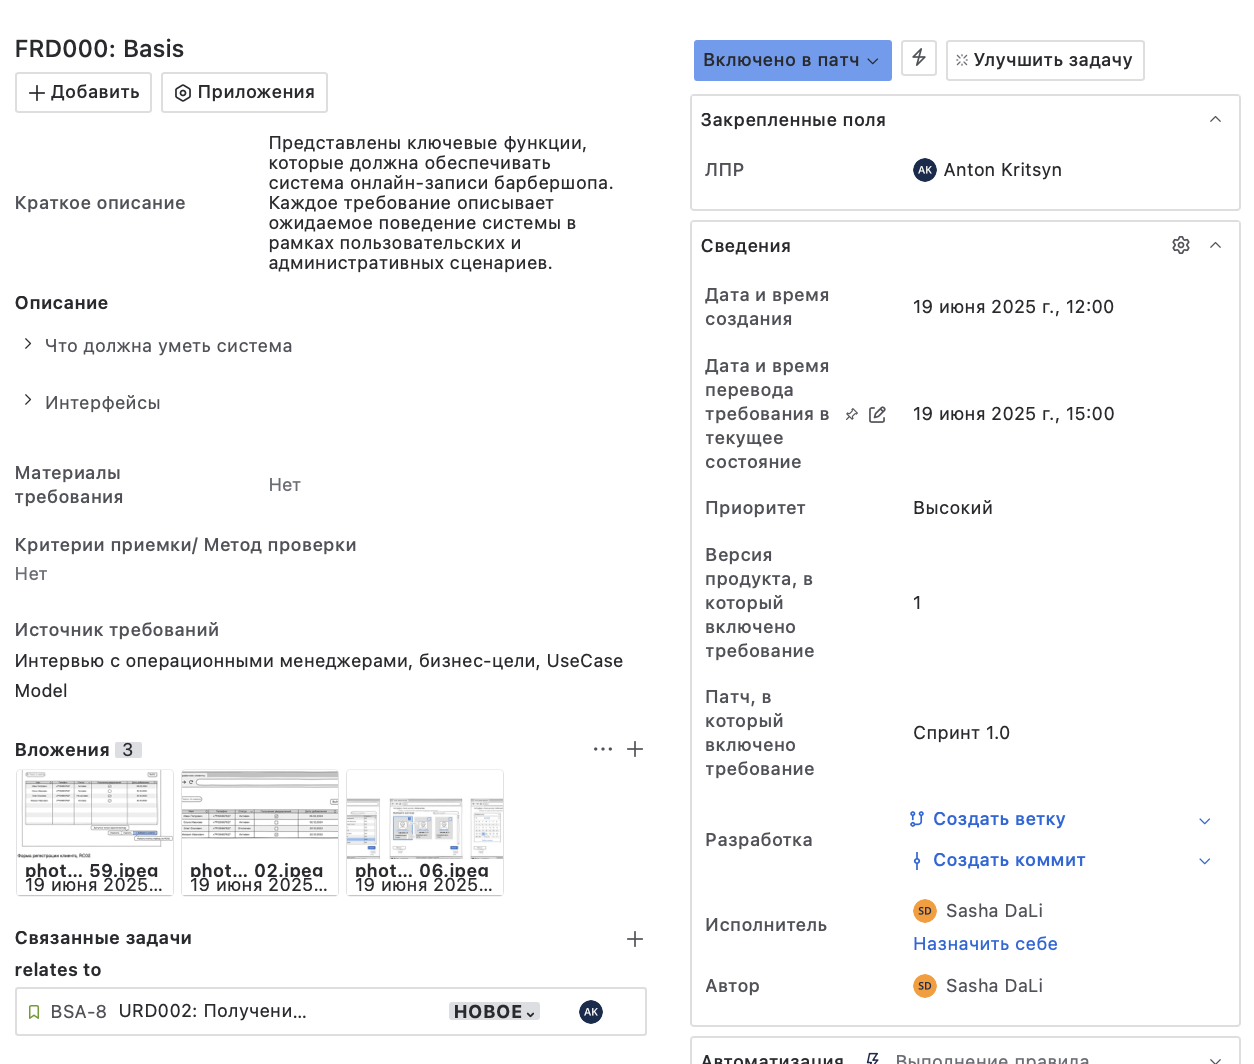 FRD000: Basis
Добавить
Приложения
Краткое описание
Представлены ключевые функции,
которые должна обеспечивать
система онлайн-записи барбершопа.
Каждое требование описывает
ожидаемое поведение системы в
рамках пользовательских и
административных сценариев.
Описание
Что должна уметь система
Интерфейсы
Материалы
требования
Нет
Критерии приемки/ Метод проверки
Нет
Источник требований
Интервью с операционными менеджерами, бизнес-цели, UseCase
Model
Вложения 3
phot... 59.jpeg
19 июня 2025...
phot... 02.jpeg
19 июня 2025...
phot... 06.jpeg
19 июня 2025...
Связанные задачи
relates to
BSA-8 URD002: Получени... НОВОЕ AK
Включено в патч
Улучшить задачу
Закрепленные поля
ЛПР
AK Anton Kritsyn
Сведения
Дата и время
создания
19 июня 2025 г., 12:00
Дата и время
перевода
требования в
текущее
состояние
19 июня 2025 г., 15:00
Приоритет
Высокий
Версия
продукта, в
который
включено
требование
1
Патч, в
который
включено
требование
Спринт 1.0
Разработка
Создать ветку
Создать коммит
Исполнитель
SD Sasha DaLi
Назначить себе
Автор
SD Sasha DaLi
Автоматизация
Выполнение правила